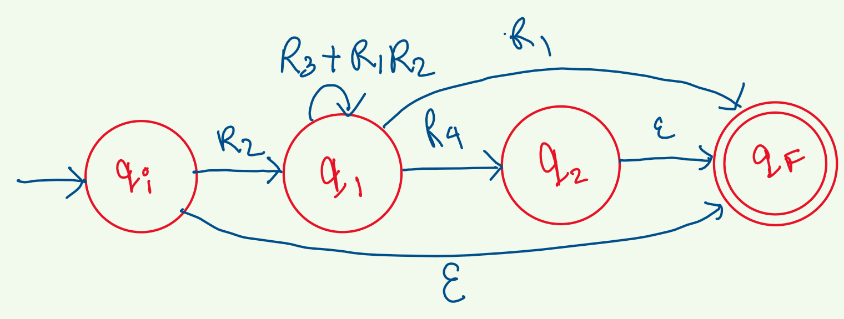 R₁
R₃+R₁R₂
R₂
R₄
ε
qi
q₁
q₂
qF
ε